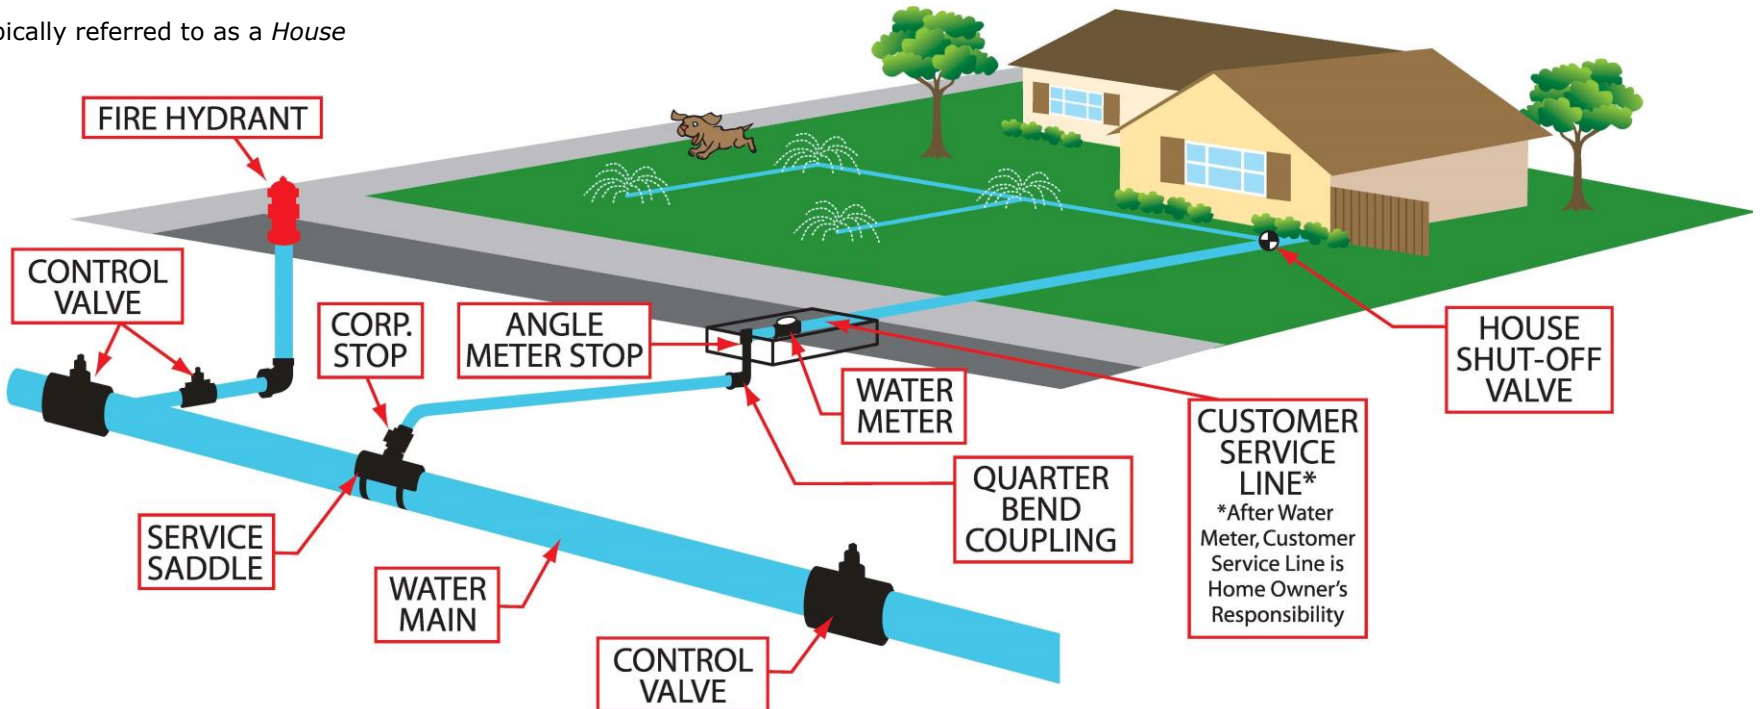 referred to as a House
FIRE HYDRANT
CONTROL
VALVE
CORP.
STOP
ANGLE
METER STOP
WATER
METER
HOUSE
SHUT-OFF
VALVE
CUSTOMER
SERVICE
LINE*
*After Water
Meter, Customer
Service Line is
Home Owner's
Responsibility
QUARTER
BEND
COUPLING
SERVICE
SADDLE
WATER
MAIN
CONTROL
VALVE